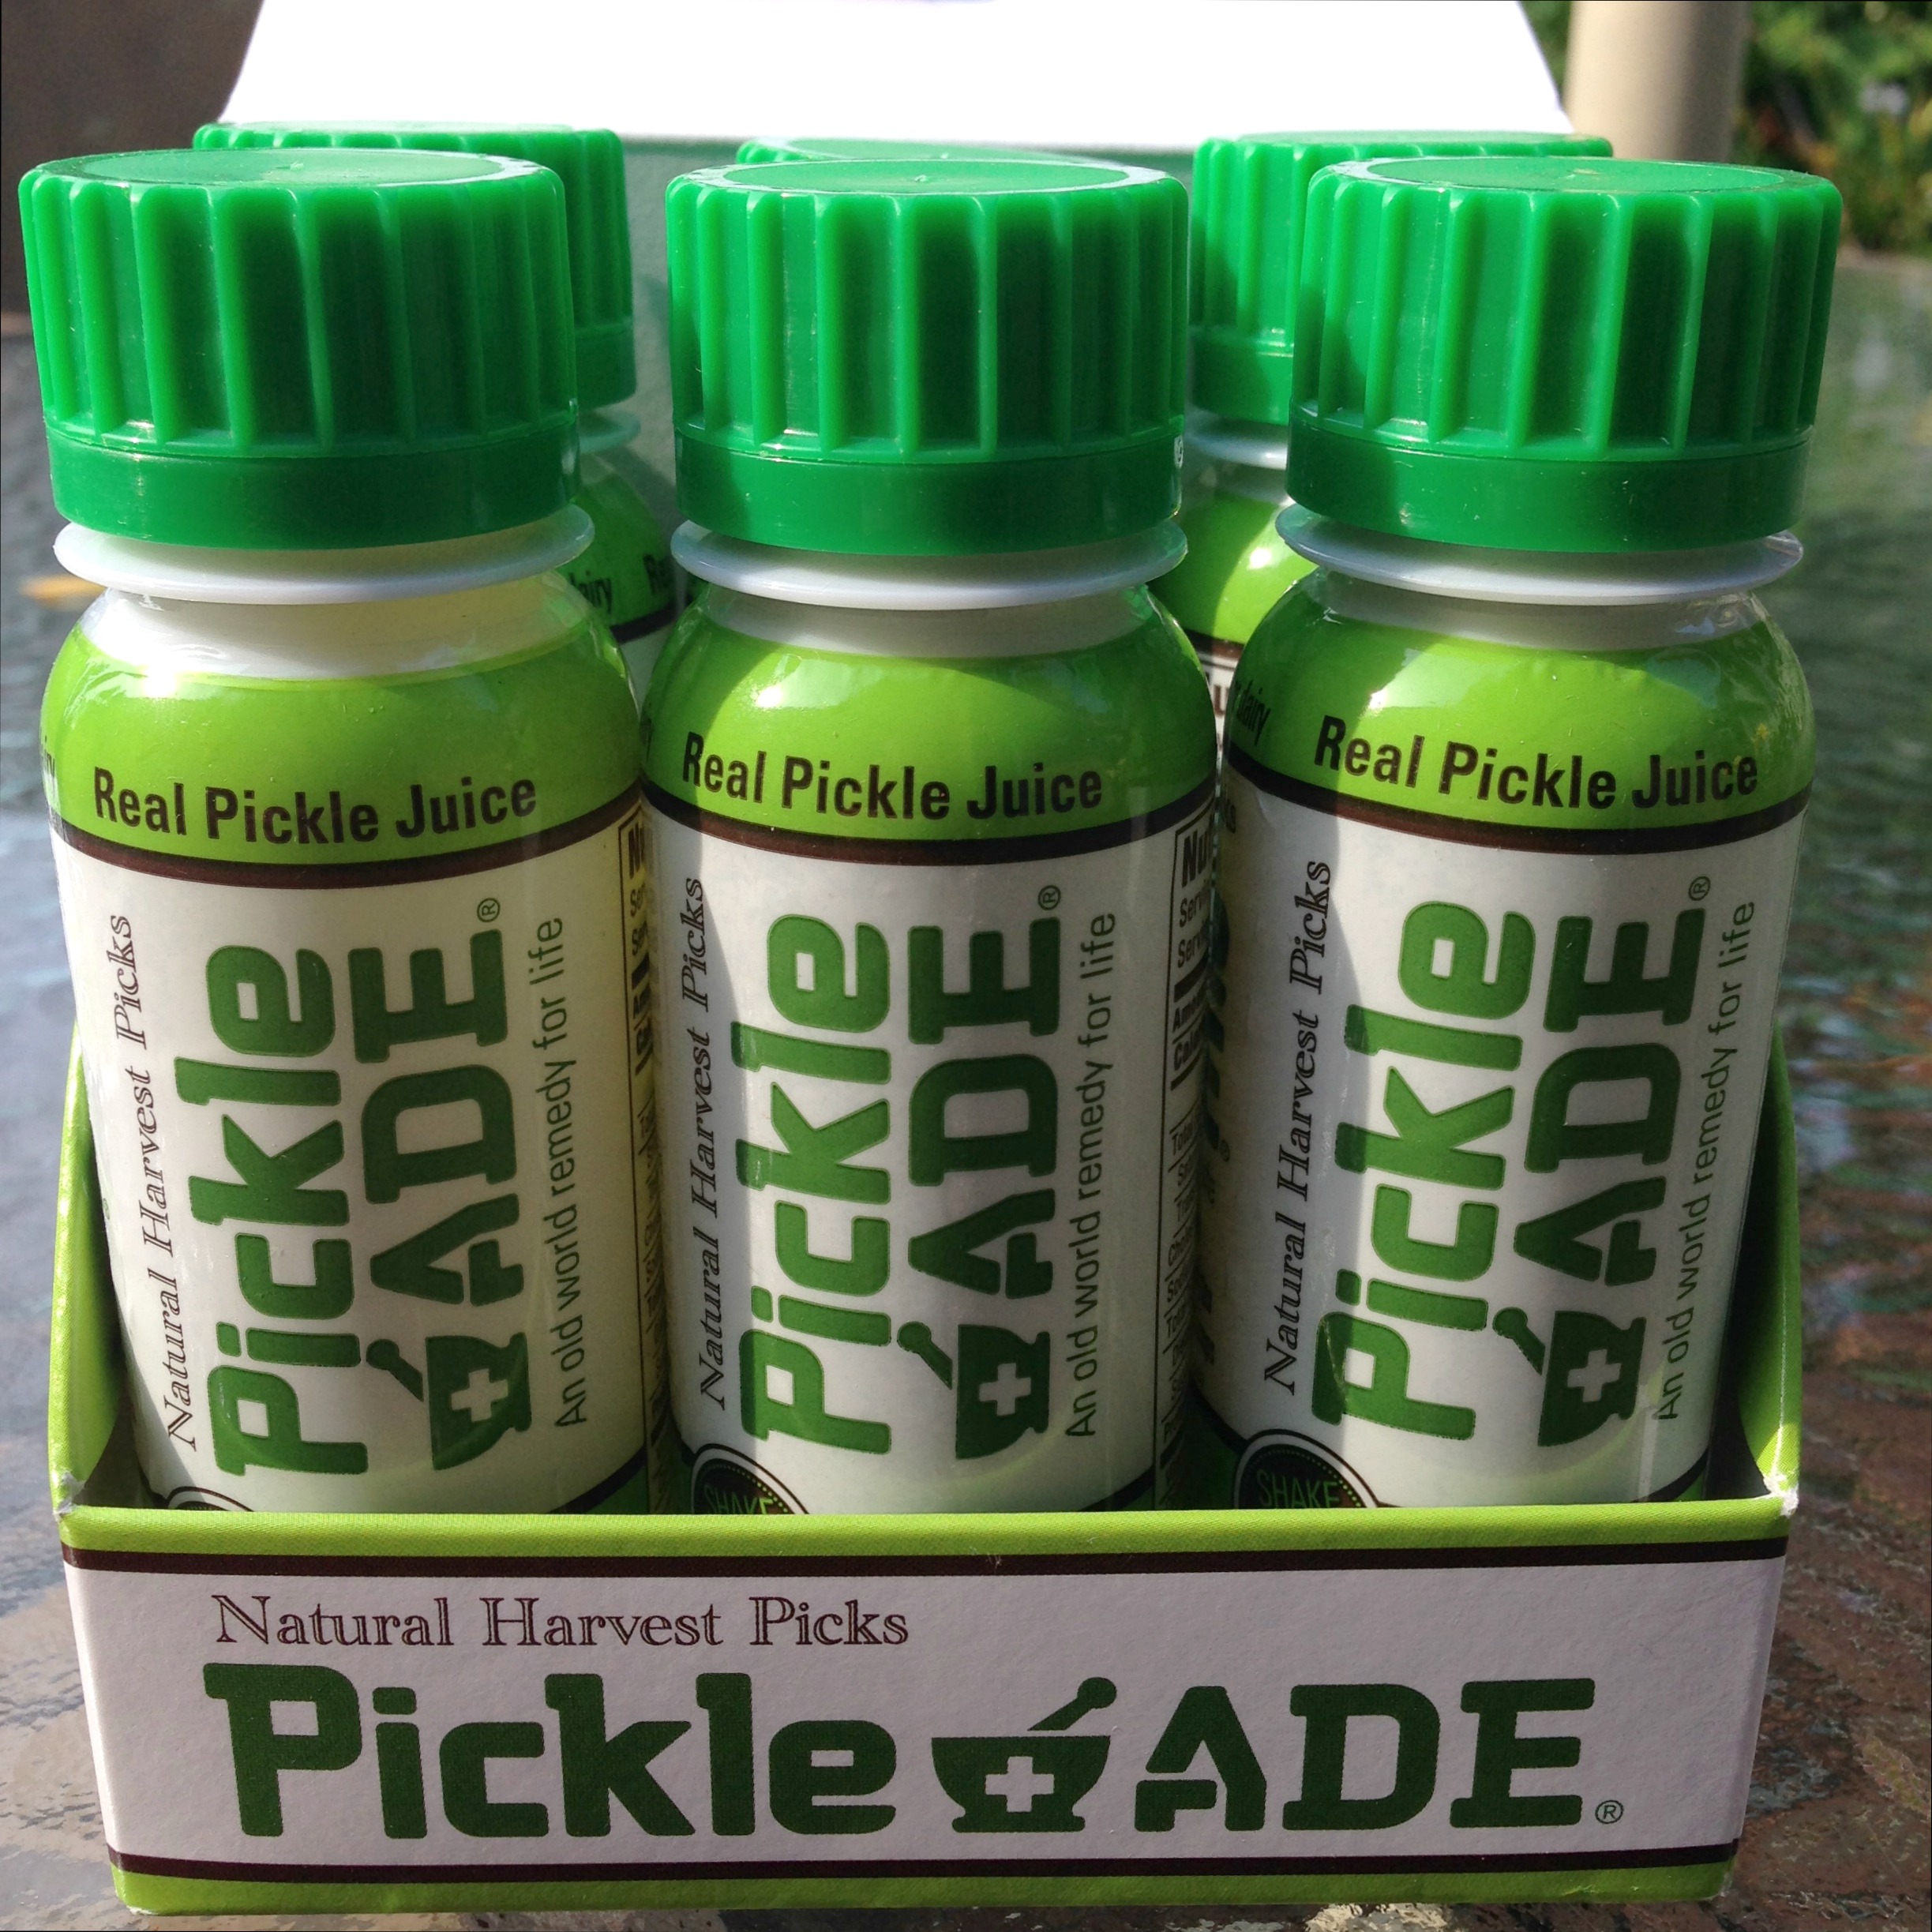 Real Pickle Juice
Natural Harvest Picks
Pickle
ADE®
An old world remedy for life
Real Pickle Juice
Natural Harvest Picks
Pickle
ADE®
An old world remedy for life
SHAKE
Real Pickle Juice
Natural Harvest Picks
Pickle
ADE®
An old world remedy for life
SHAKE
dairy
Natural Harvest Picks
Pickle ADE®